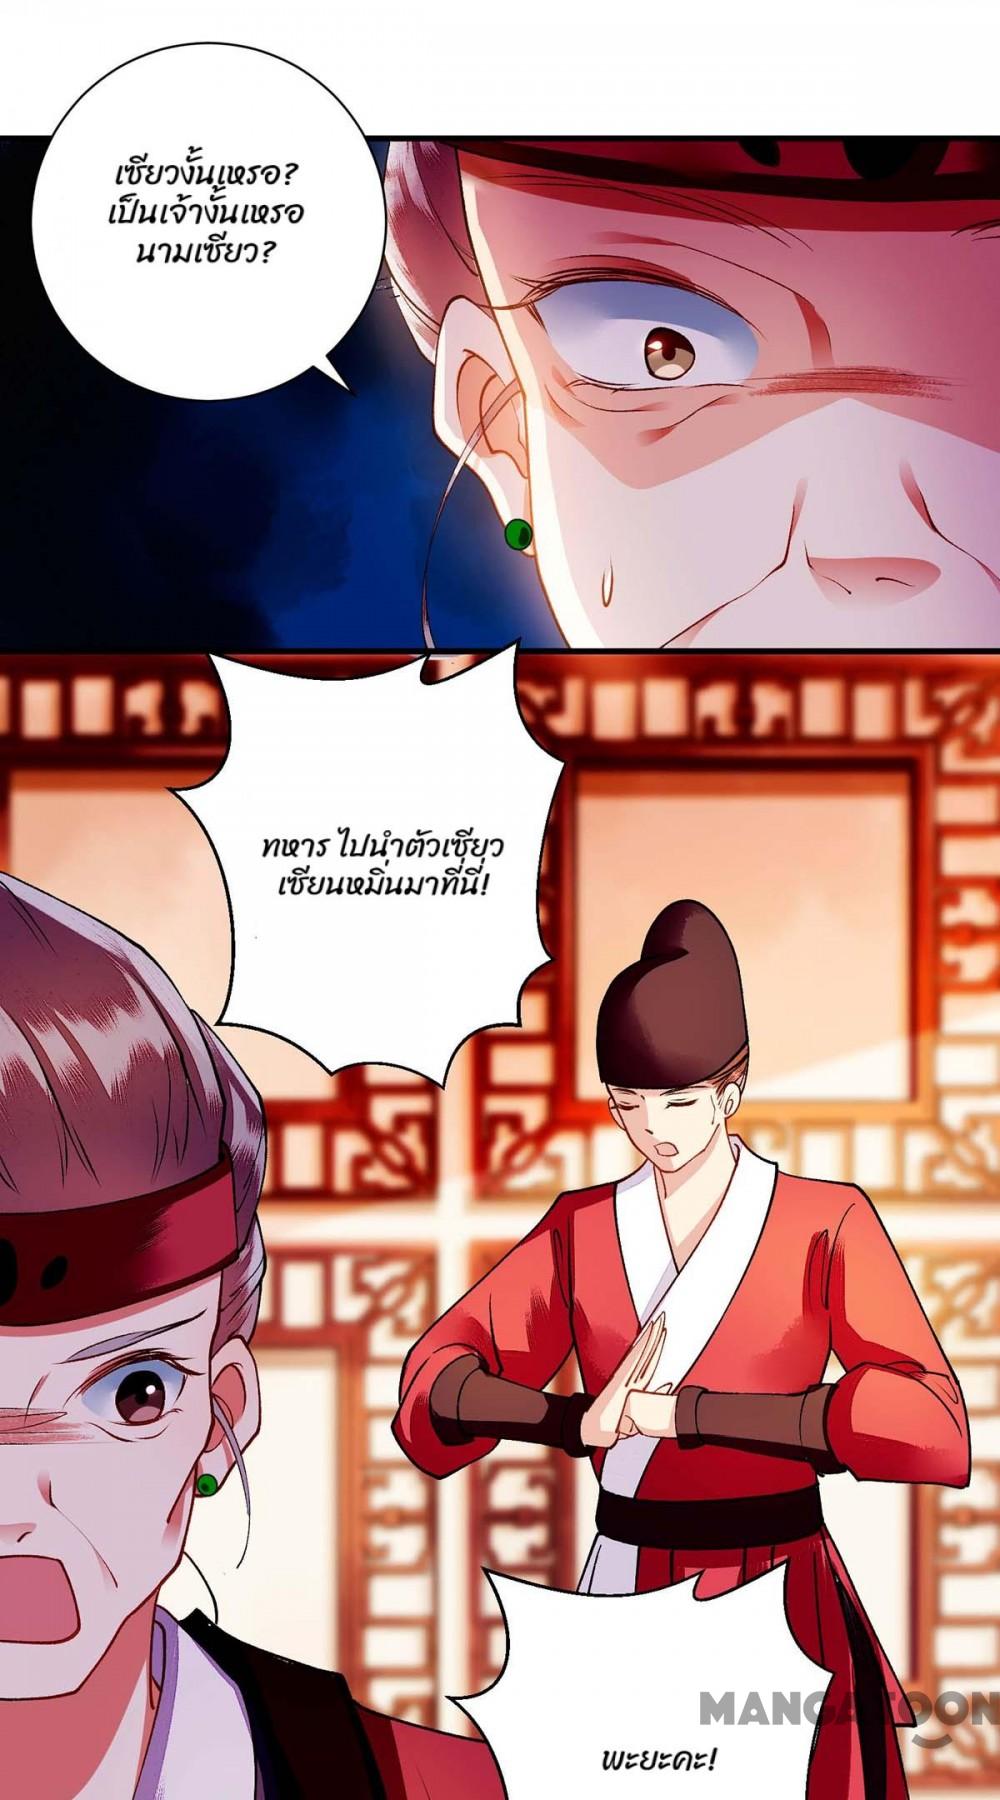 เซียวงั้นเหรอ?
เป็นเจ้างั้นเหรอ
นามเซียว?
ทหาร ไปนำตัวเซียว
เซียนหมิ่นมาที่นี่!
MANGATOON
พะยะคะ!